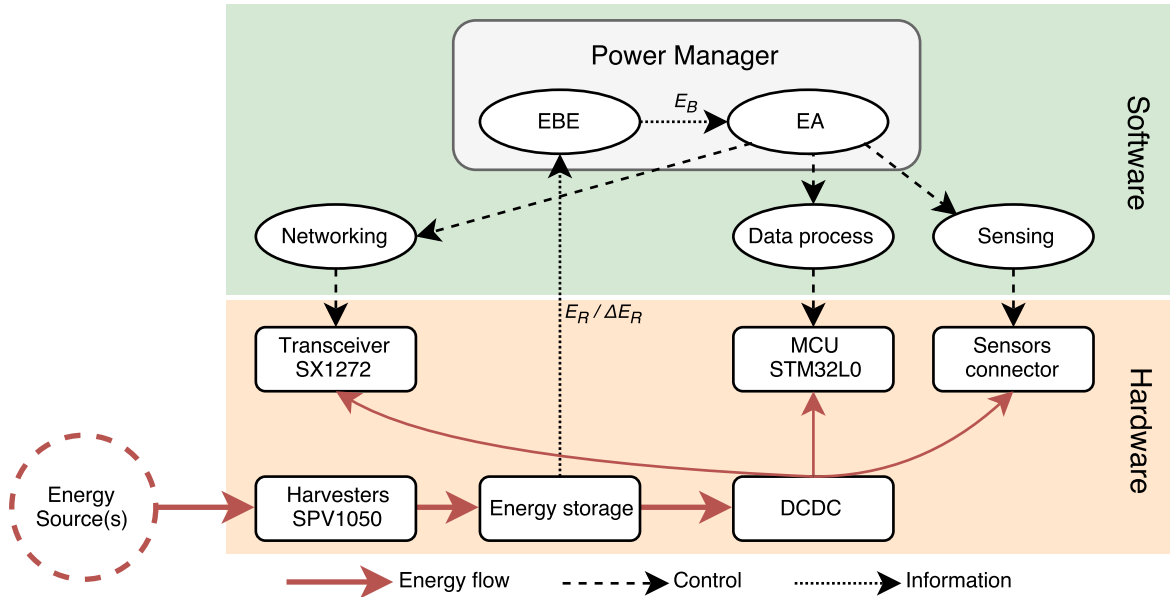 Power Manager
EBE
E_B
EA
Software
Networking
Data process
Sensing
E_R / ΔE_R
Transceiver
SX1272
MCU
STM32L0
Sensors
connector
Hardware
Energy
Source(s)
Harvesters
SPV1050
Energy storage
DCDC
Energy flow
Control
Information